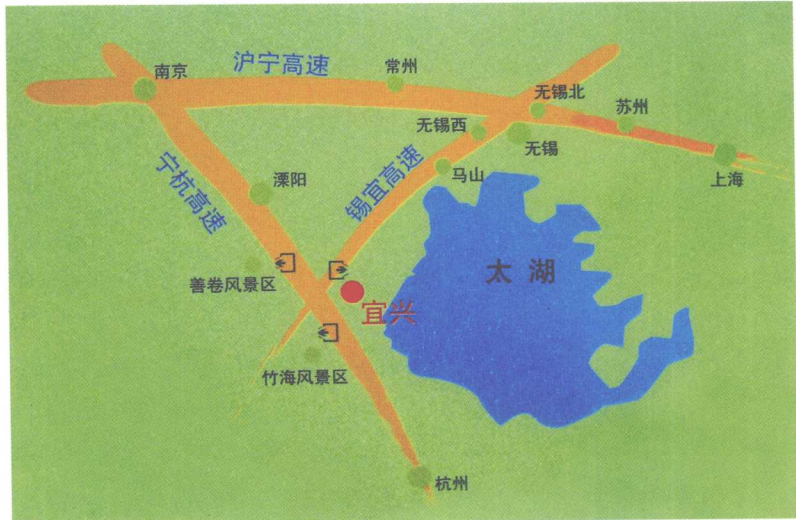 沪宁高速
南京
常州
无锡北
苏州
无锡西
无锡
上海
宁杭高速
溧阳
锡宜高速
马山
善卷风景区
太湖
宜兴
竹海风景区
杭州